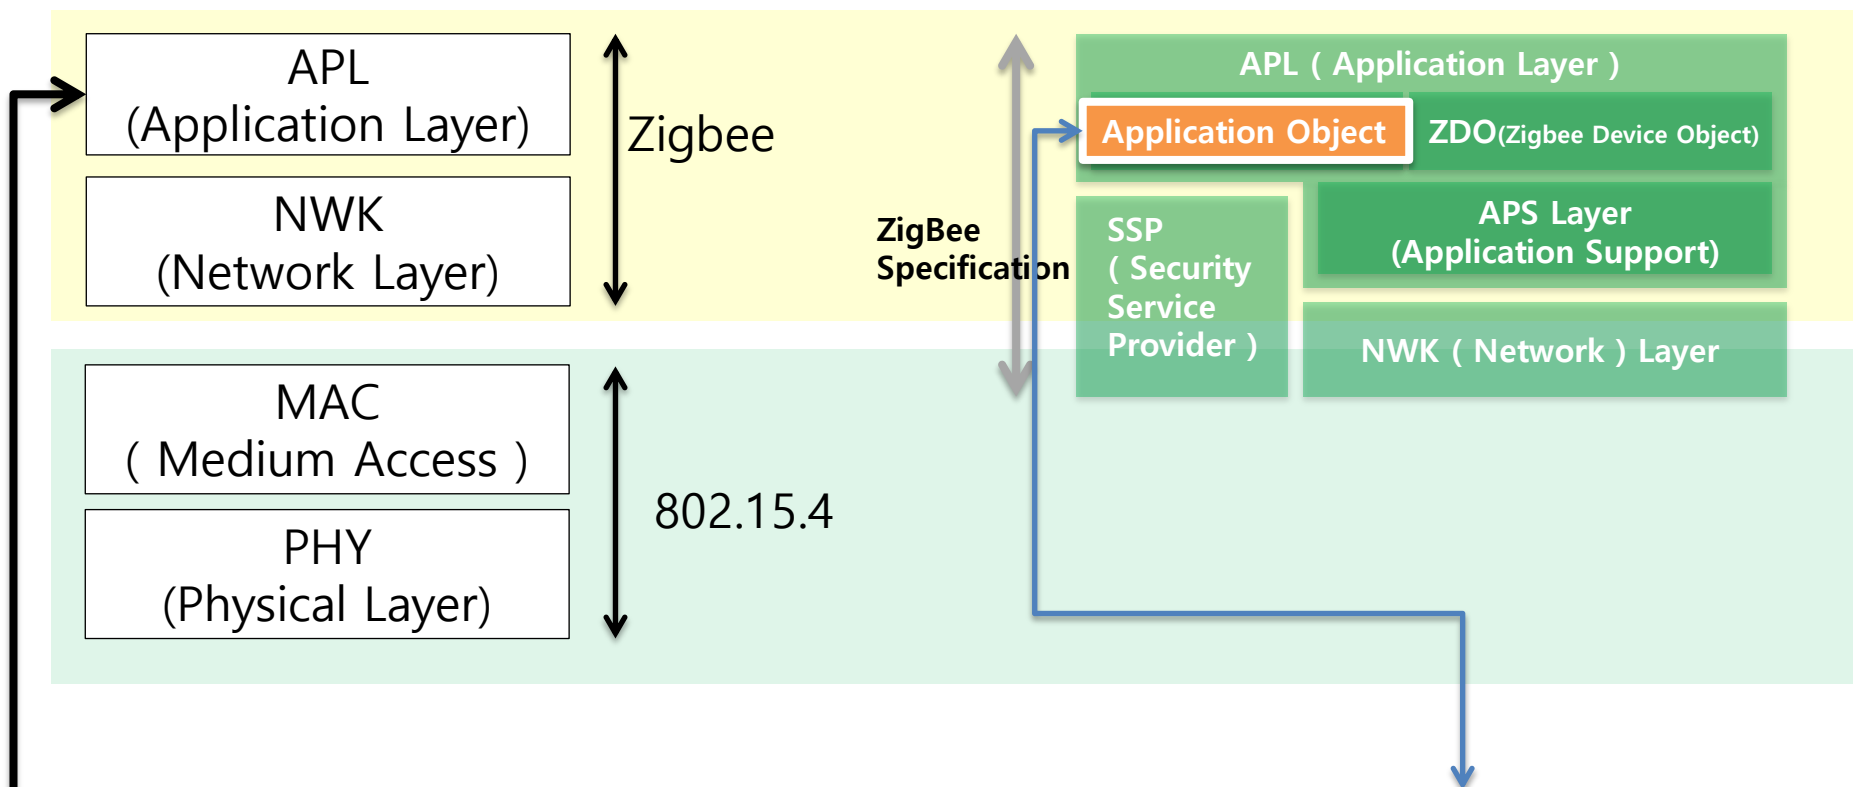 APL
(Application Layer)
NWK
(Network Layer)
Zigbee
MAC
( Medium Access )
PHY
(Physical Layer)
802.15.4
ZigBee
Specification
APL ( Application Layer )
Application Object
ZDO(Zigbee Device Object)
APS Layer
(Application Support)
SSP
( Security
Service
Provider )
NWK ( Network ) Layer